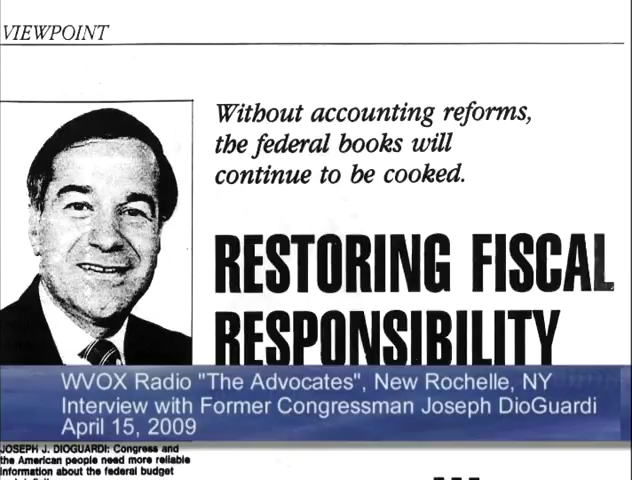 VIEWPOINT
Without accounting reforms,
the federal books will
continue to be cooked.
RESTORING FISCAL
RESPONSIBILITY
WVOX Radio "The Advocates", New Rochelle, NY
Interview with Former Congressman Joseph DioGuardi
April 15, 2009
JOSEPH J. DIOGUARDI: Congress and
the American people need more reliable
information about the federal budget